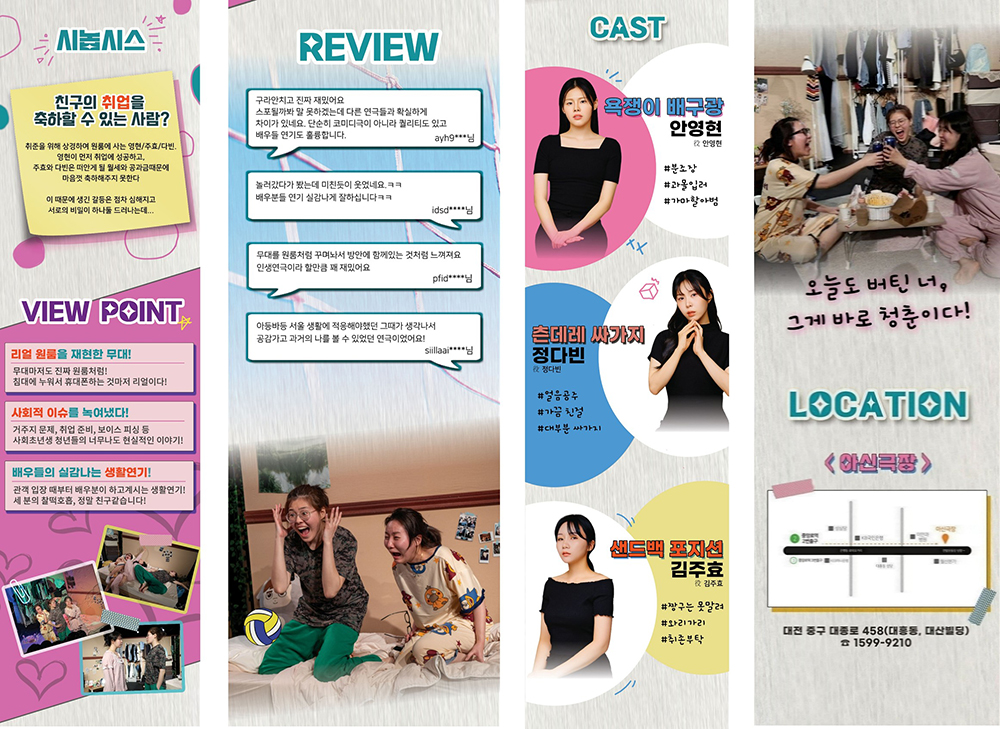 시놉시스
친구의 취업을
축하할 수 있는 사람?
취준을 위해 상경하여 원룸에 사는 영현/주효/다빈.
영현이 먼저 취업에 성공하고,
주효와 다빈은 떠안게 될 월세와 공과금때문에
마음껏 축하해주지 못한다
이 때문에 생긴 갈등은 점차 심해지고
서로의 비밀이 하나둘 드러나는데...
VIEW POINT
리얼 원룸을 재현한 무대!
무대마저도 진짜 원룸처럼!
침대에 누워서 휴대폰하는 것마저 리얼이다!
사회적 이슈를 녹여냈다!
거주지 문제, 취업 준비, 보이스 피싱 등
사회초년생 청년들의 너무나도 현실적인 이야기!
배우들의 실감나는 생활연기!
관객 입장 때부터 배우분이 하고계시는 생활연기!
세 분의 찰떡호흡, 정말 친구같습니다!
REVIEW
구라안치고 진짜 재밌어요
스포될까봐 말 못하겠는데 다른 연극들과 확실하게
차이가 있네요. 단순히 코미디극이 아니라 퀄리티도 있고
배우들 연기도 훌륭합니다.
ayh9***님
놀러갔다가 봤는데 미친듯이 웃었네요.ㅋㅋ
배우분들 연기 실감나게 잘하십니다ㅋㅋ
idsd****님
무대를 원룸처럼 꾸며놔서 방안에 함께있는 것처럼 느껴져요
인생연극이라 할만큼 꽤 재밌어요
pfid****님
아등바등 서울 생활에 적응해야했던 그때가 생각나서
공감가고 과거의 나를 볼 수 있었던 연극이었어요!
siillaai****님
CAST
욕쟁이 배구광
안영현
役 안영현
#분조장
#과몰입러
#가마할아범
츤데레 싸가지
정다빈
役 정다빈
#얼음공주
#가끔 친절
#대부분 싸가지
샌드백 포지션
김주효
役 김주효
#짱구는 못말려
#와리가리
#취존부탁
오늘도 버틴 너,
그게 바로 청춘이다!
LOCATION
< 아신극장 >
대전 중구 대종로 458(대흥동, 대산빌딩)
☎ 1599-9210